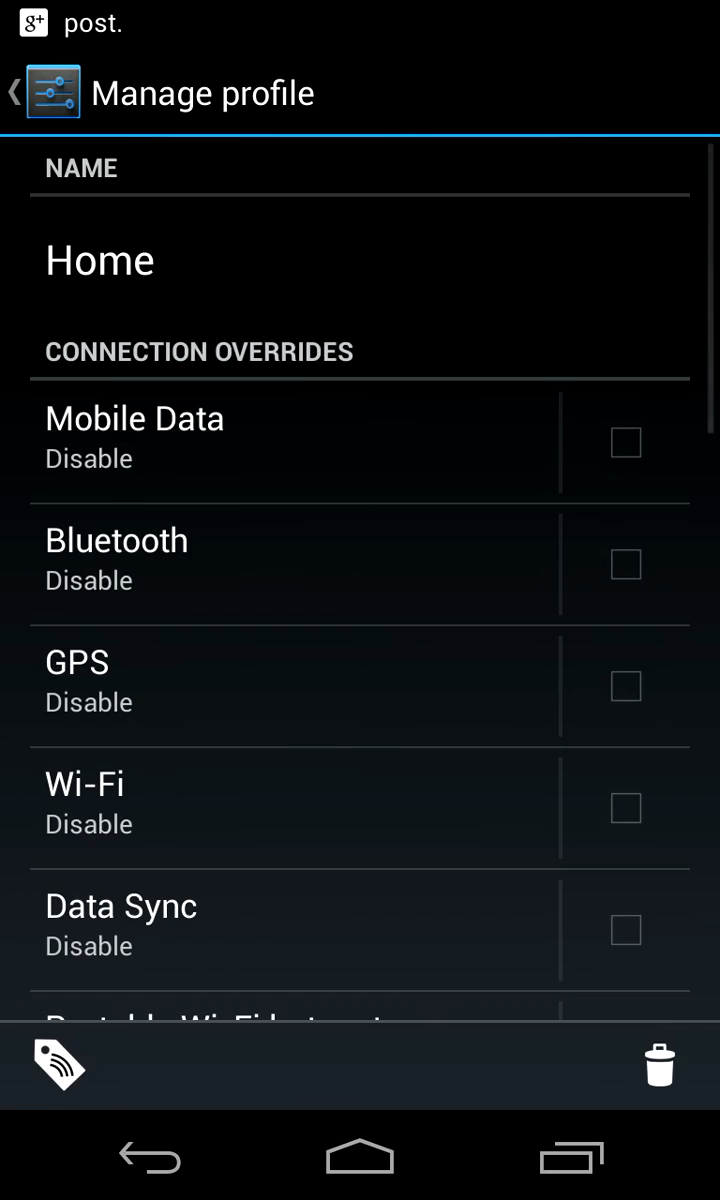 g+ post.
Manage profile
NAME
Home
CONNECTION OVERRIDES
Mobile Data
Disable
Bluetooth
Disable
GPS
Disable
Wi-Fi
Disable
Data Sync
Disable